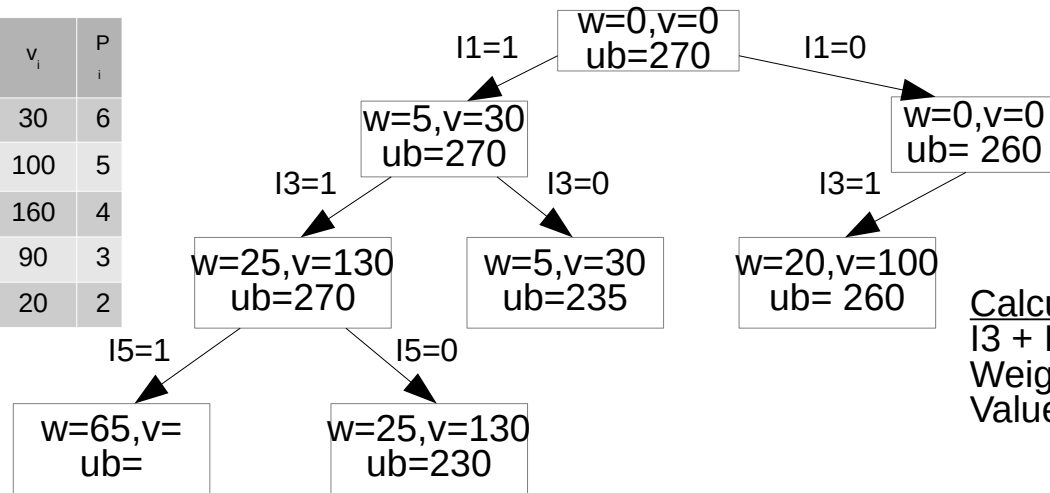 v i P i
30 6
100 5
160 4
90 3
20 2
w=0,v=0
ub=270
I1=1 I1=0
w=5,v=30
ub=270
w=0,v=0
ub= 260
I3=1 I3=0 I3=1
w=25,v=130
ub=270
w=5,v=30
ub=235
w=20,v=100
ub= 260
I5=1 I5=0
w=65,v=
ub=
w=25,v=130
ub=230
I3 +
Value